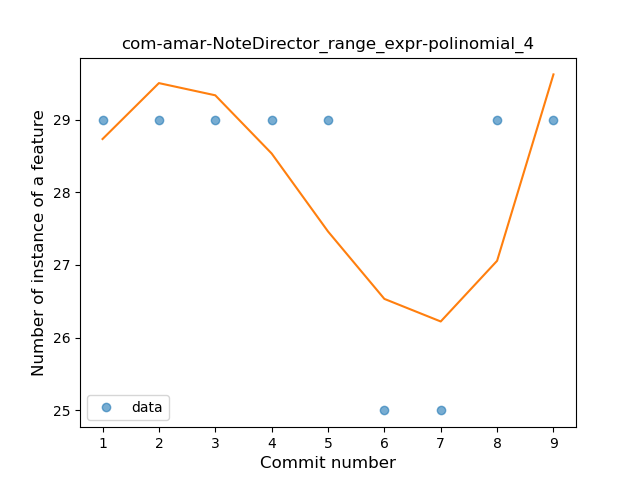 com-amar-NoteDirector_range_expr-polinomial_4
Number of instance of a feature
29
28
27
26
25
data
1 2 3 4 5 6 7 8 9
Commit number